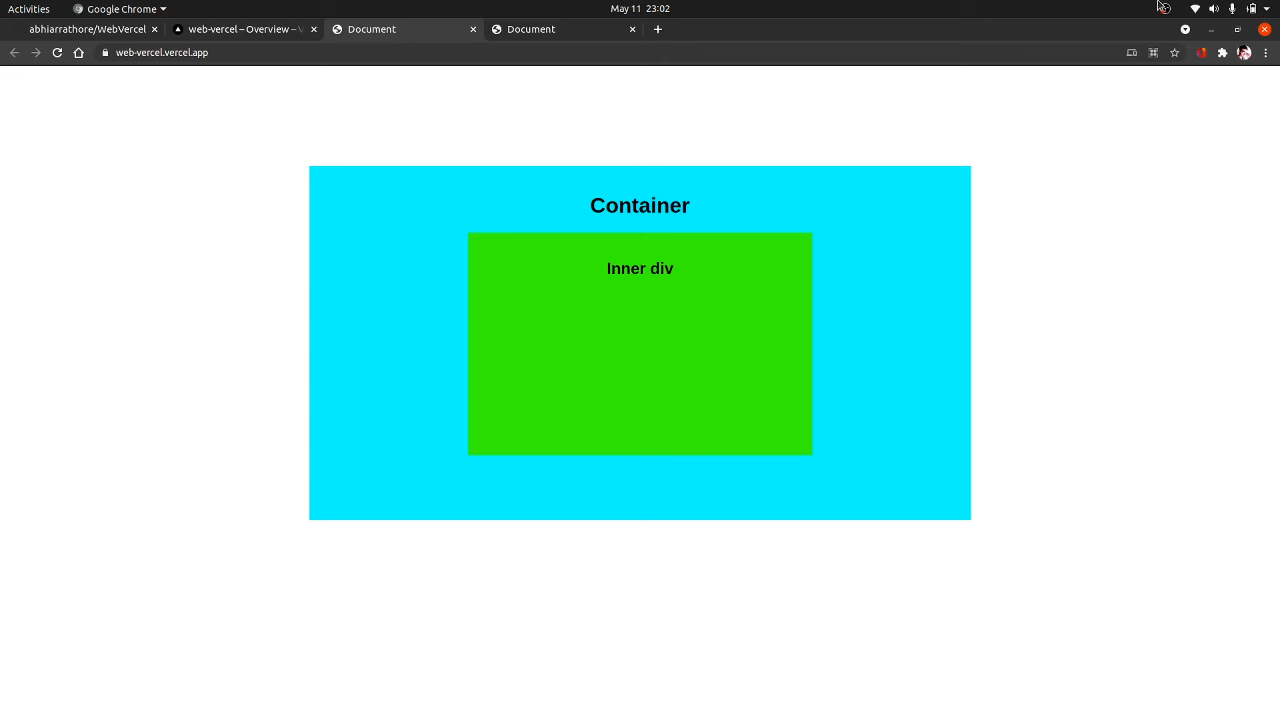 Activities Google Chrome May 11 23:02
abhiarrathore/WebVercel web-vercel – Overview – Document Document
web-vercel.vercel.app
Container
Inner div